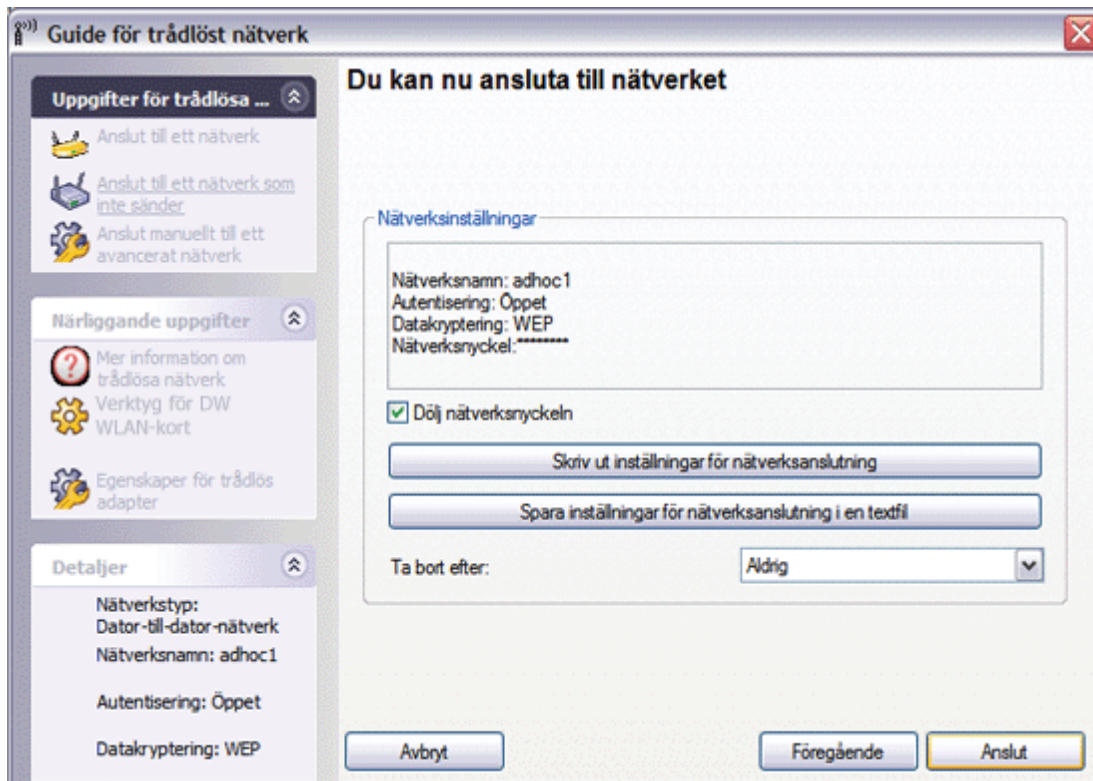 Guide för trådlöst nätverk
Uppgifter för trådlösa ...
Anslut till ett nätverk
Anslut till ett nätverk som
inte sänder
Anslut manuellt till ett
avancerat nätverk
Närliggande uppgifter
Mer information om
trådlösa nätverk
Verktyg för DW
WLAN-kort
Egenskaper för trådlös
adapter
Detaljer
Nätverkstyp:
Dator-till-dator-nätverk
Nätverksnamn: adhoc1
Autentisering: Öppet
Datakryptering: WEP
Du kan nu ansluta till nätverket
Nätverksinställningar
Nätverksnamn: adhoc1
Autentisering: Öppet
Datakryptering: WEP
Nätverksnyckel:********
Dölj nätverksnyckeln
Skriv ut inställningar för nätverksanslutning
Spara inställningar för nätverksanslutning i en textfil
Ta bort efter:
Aldrig
Avbryt
Föregående
Anslut